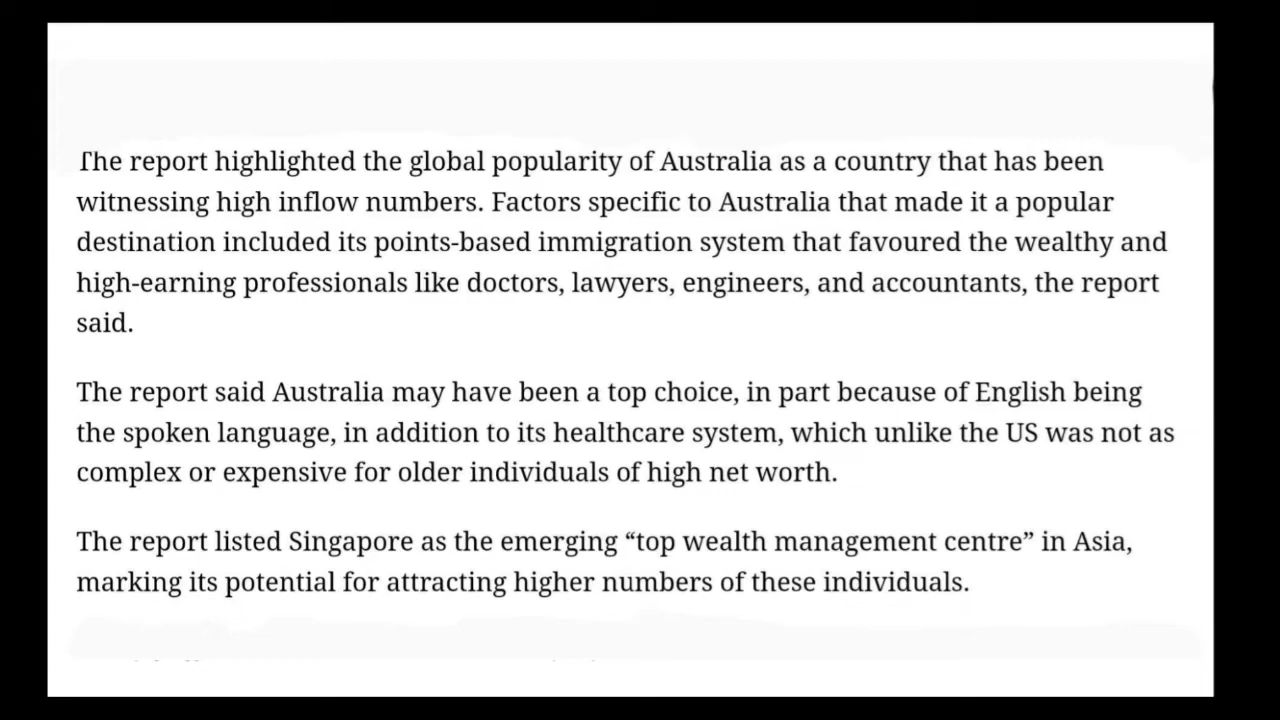 The report highlighted the global popularity of Australia as a country that has been
witnessing high inflow numbers. Factors specific to Australia that made it a popular
destination included its points-based immigration system that favoured the wealthy and
high-earning professionals like doctors, lawyers, engineers, and accountants, the report
said.
The report said Australia may have been a top choice, in part because of English being
the spoken language, in addition to its healthcare system, which unlike the US was not as
complex or expensive for older individuals of high net worth.
The report listed Singapore as the emerging “top wealth management centre” in Asia,
marking its potential for attracting higher numbers of these individuals.